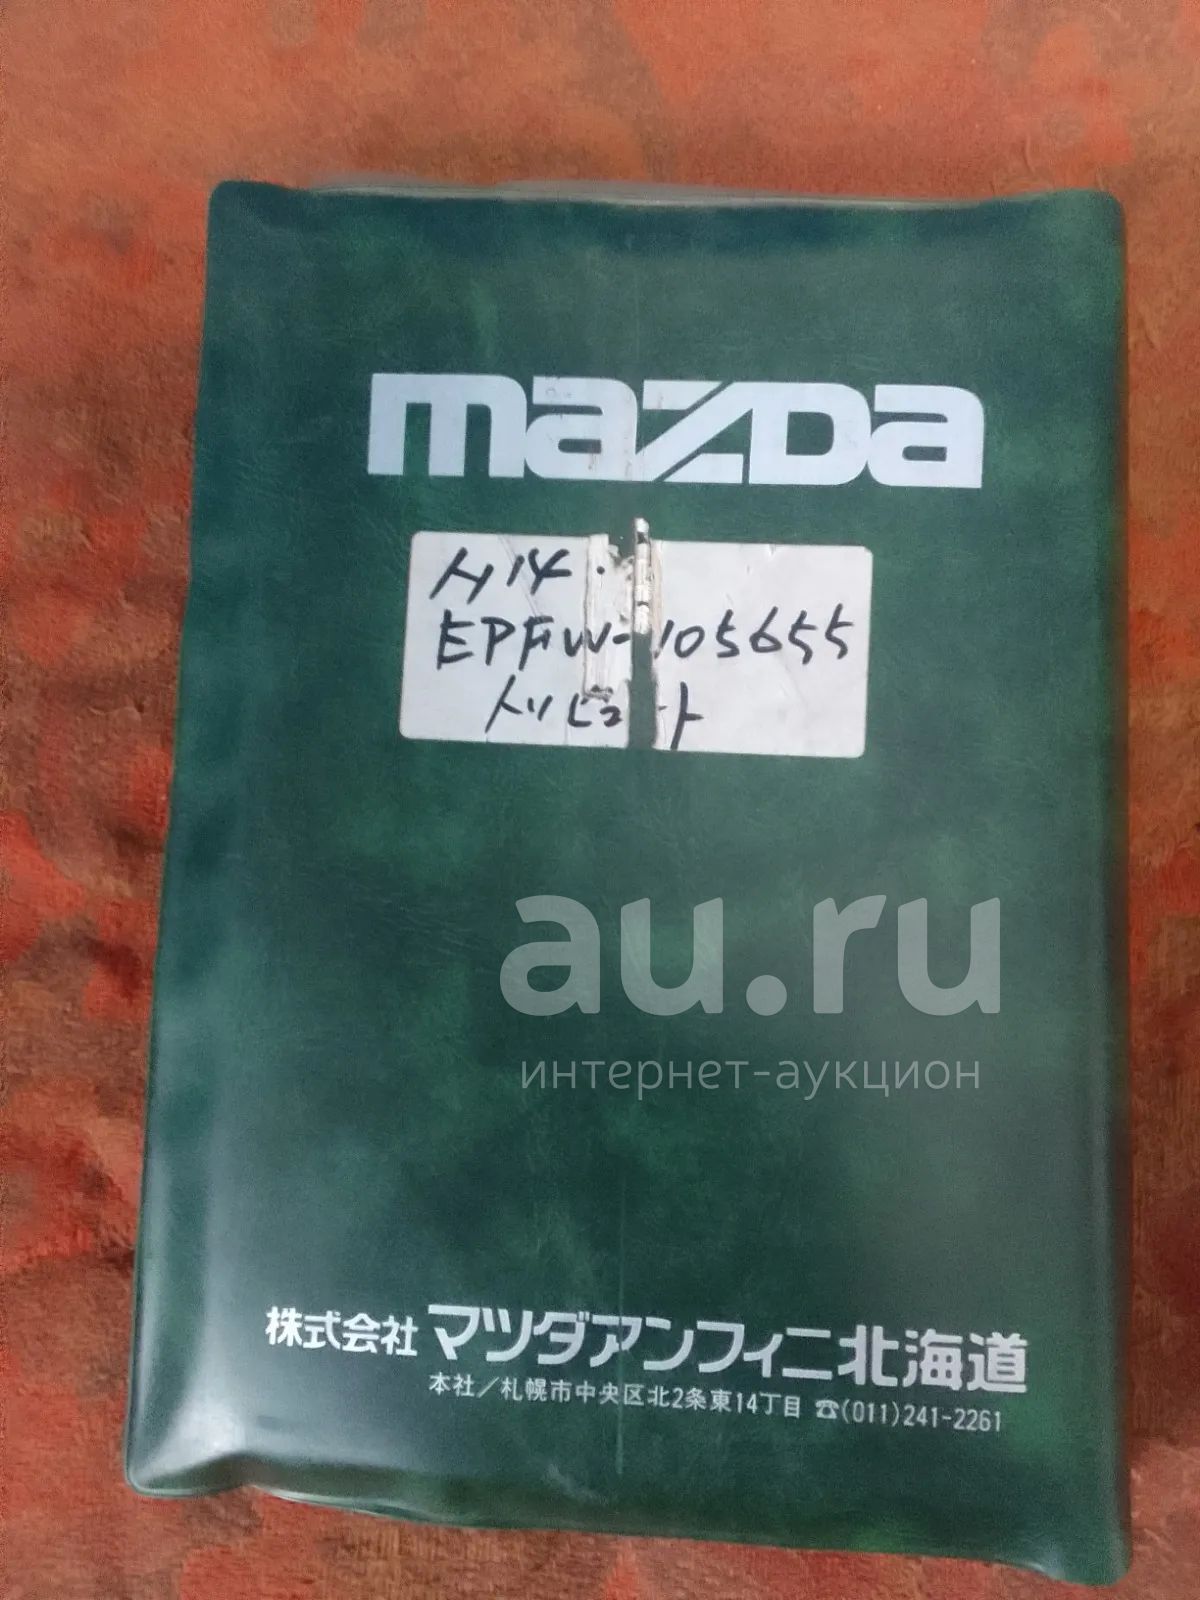 mazda
H14.
EPFW-105655
トリビュート
au.ru
интернет-аукцион
株式会社 マツダアンフィニ北海道
本社／札幌市中央区北2条東14丁目 ☎(011)241-2261